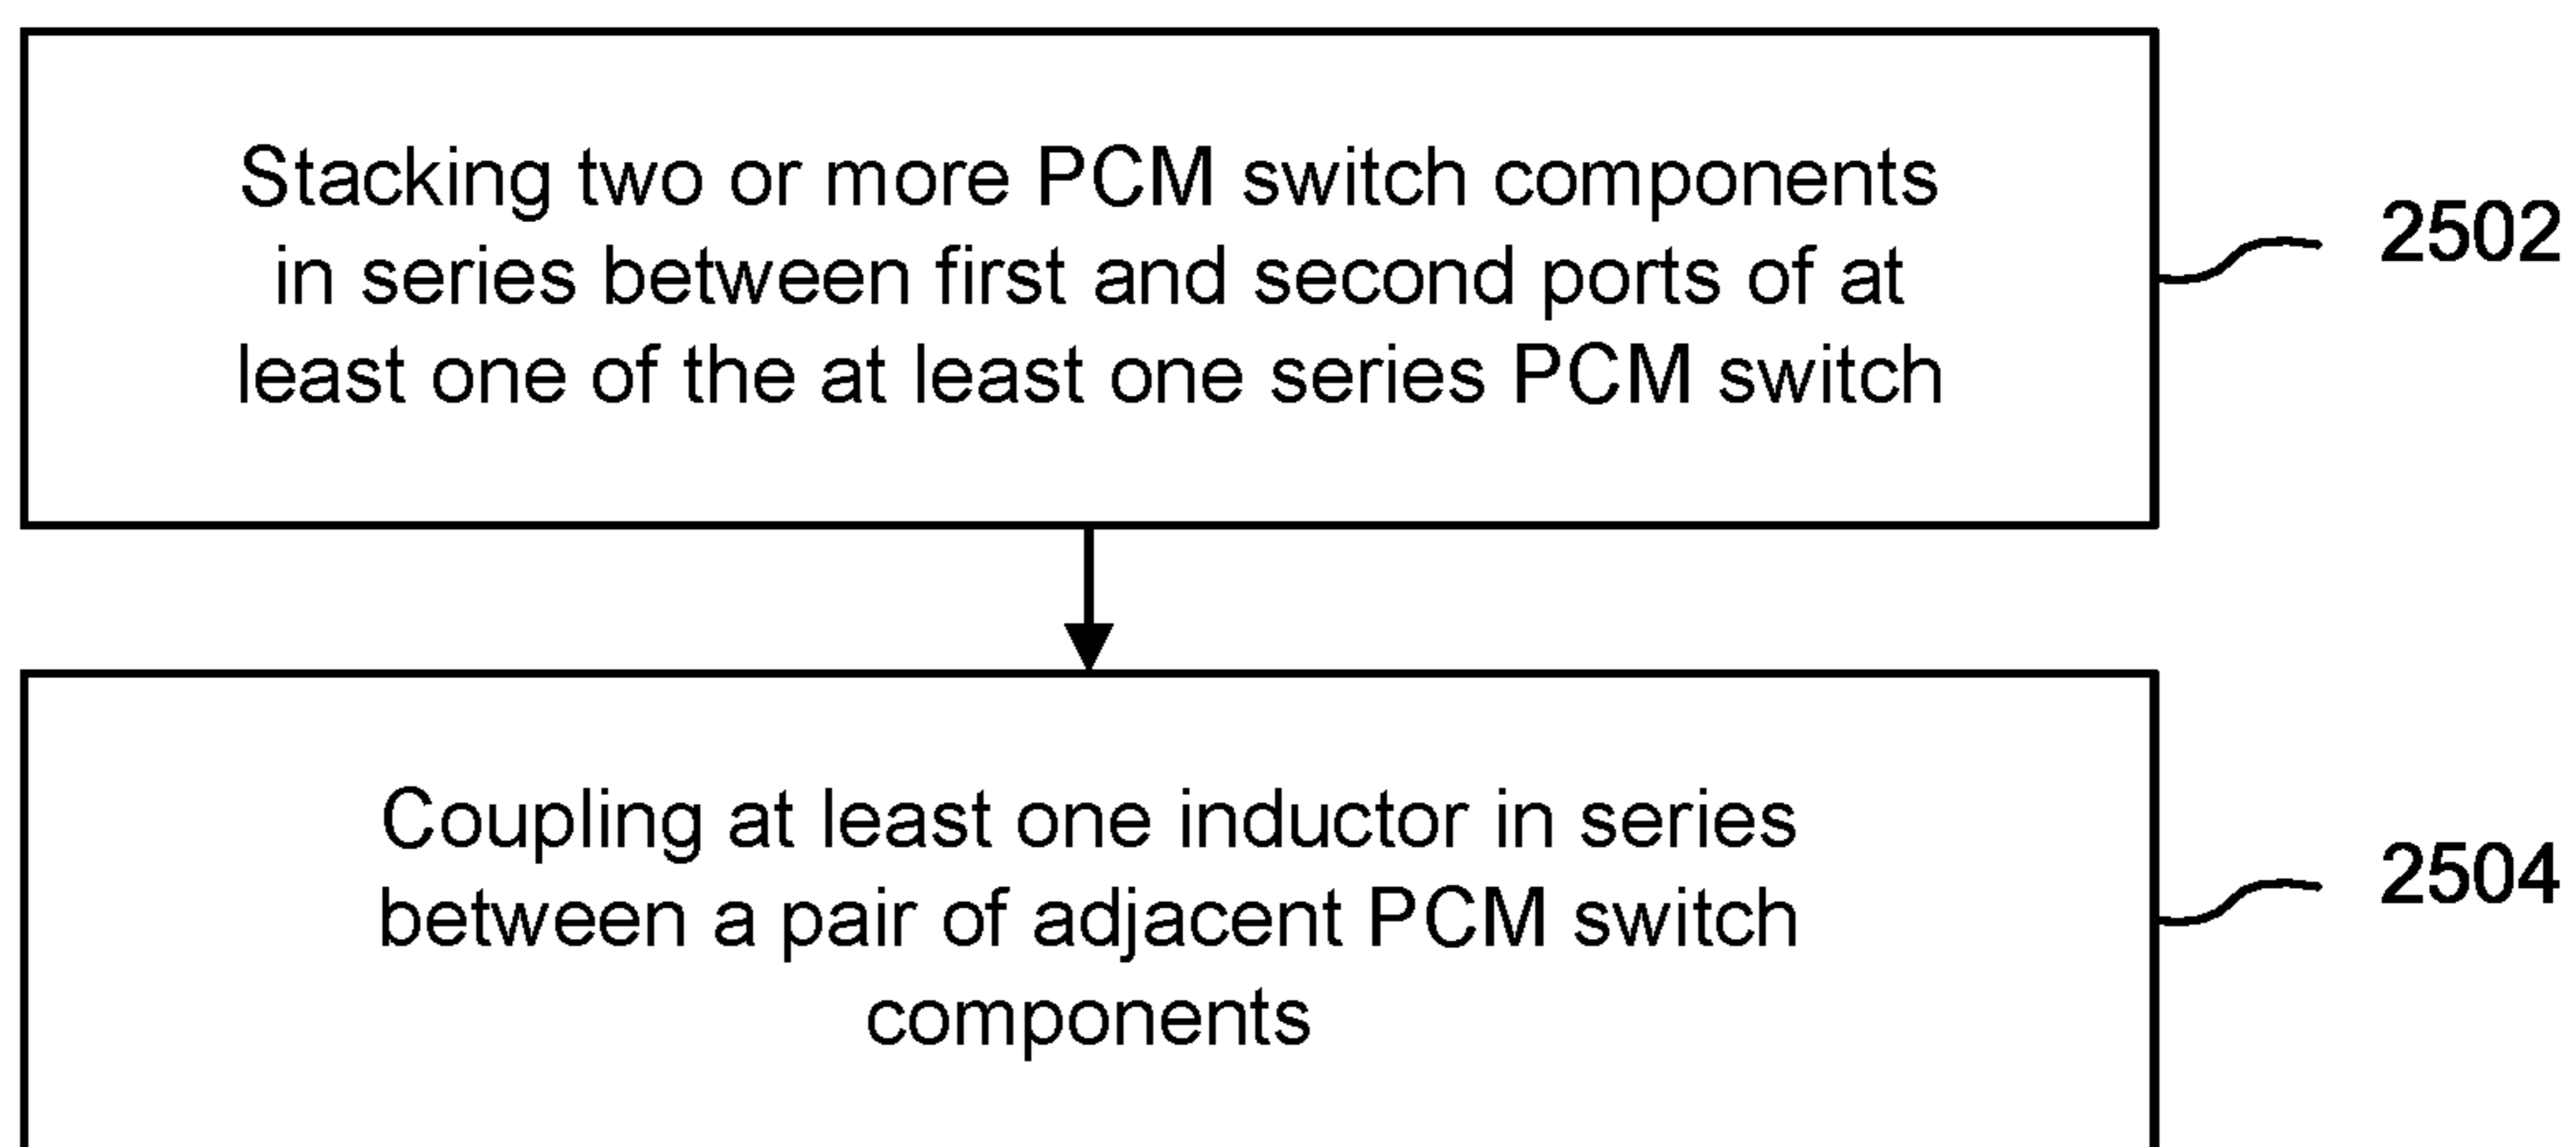 Stacking two or more PCM switch components
in series between first and second ports of at
least one of the at least one series PCM switch
2502
Coupling at least one inductor in series
between a pair of adjacent PCM switch
components
2504